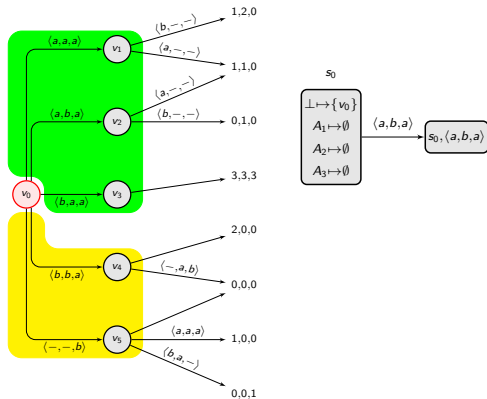 1,2,0
⟨b,−,−⟩
⟨a,a,a⟩
v₁
⟨a,−,−⟩
1,1,0
⟨a,−,−⟩
⟨a,b,a⟩
v₂
⟨b,−,−⟩
0,1,0
3,3,3
v₀
⟨b,a,a⟩
v₃
2,0,0
⟨b,b,a⟩
v₄
⟨−,a,b⟩
0,0,0
⟨−,−,b⟩
v₅
⟨a,a,a⟩
1,0,0
⟨b,a,−⟩
0,0,1
s₀
⊥↦{v₀}
A₁↦∅
A₂↦∅
A₃↦∅
⟨a,b,a⟩
s₀,⟨a,b,a⟩